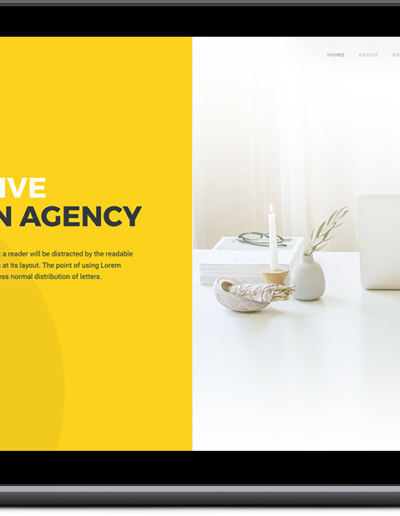 HOME ABOUT
IVE
N AGENCY
t a reader will be distracted by the readable
at its layout. The point of using Lorem
ess normal distribution of letters.